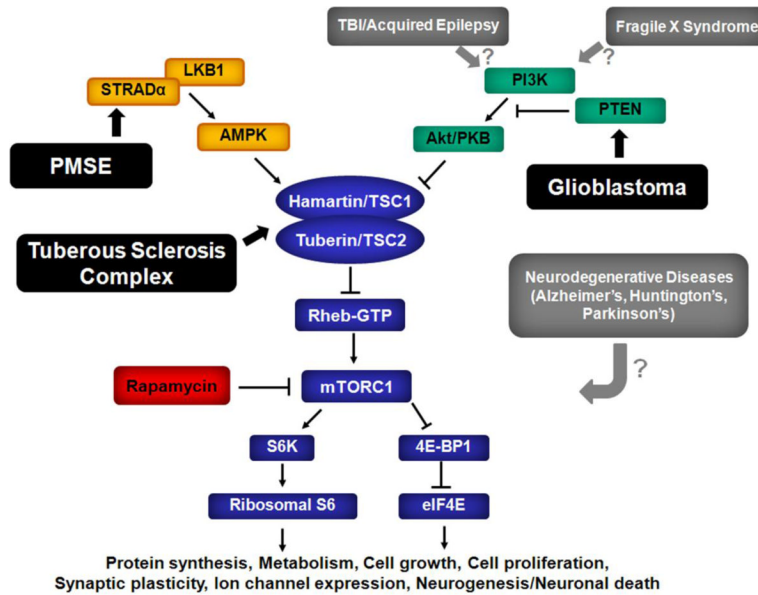 TBI/Acquired Epilepsy
Fragile X Syndrome
?
?
LKB1
STRADα
PI3K
PTEN
AMPK
Akt/PKB
PMSE
Glioblastoma
Hamartin/TSC1
Tuberin/TSC2
Tuberous Sclerosis
Complex
Neurodegenerative Diseases
(Alzheimer's, Huntington's,
Parkinson's)
Rheb-GTP
?
Rapamycin
mTORC1
S6K
4E-BP1
Ribosomal S6
eIF4E
Protein synthesis, Metabolism, Cell growth, Cell proliferation,
Synaptic plasticity, Ion channel expression, Neurogenesis/Neuronal death